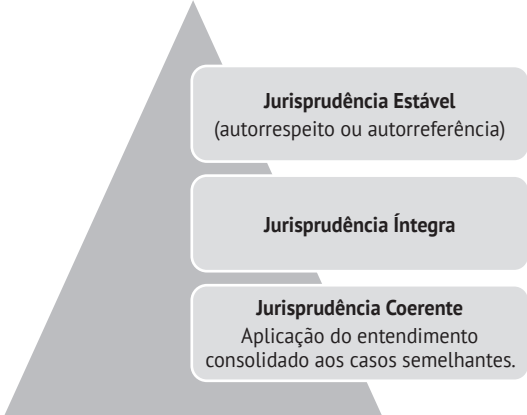 Jurisprudência Estável
(autorrespeito ou autorreferência)
Jurisprudência Íntegra
Jurisprudência Coerente
Aplicação do entendimento
consolidado aos casos semelhantes.